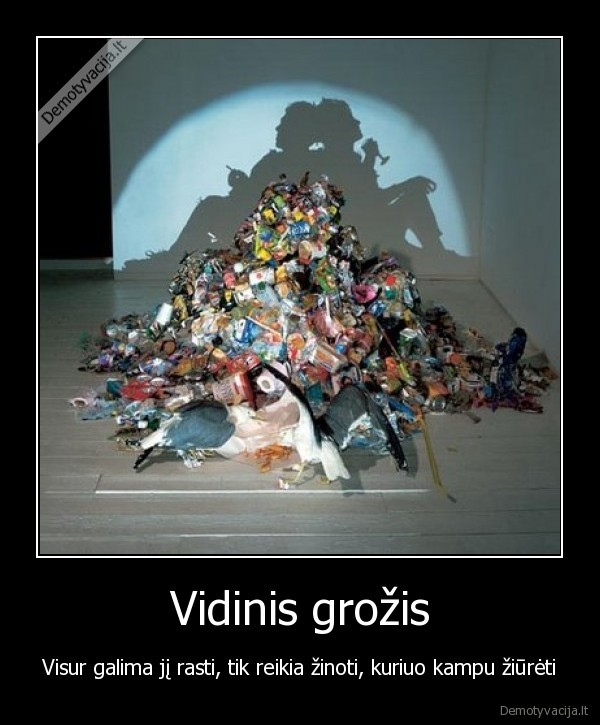 Demotyvacija.lt
Vidinis grožis
Visur galima jį rasti, tik reikia žinoti, kuriuo kampu žiūrėti
Demotyvacija.lt